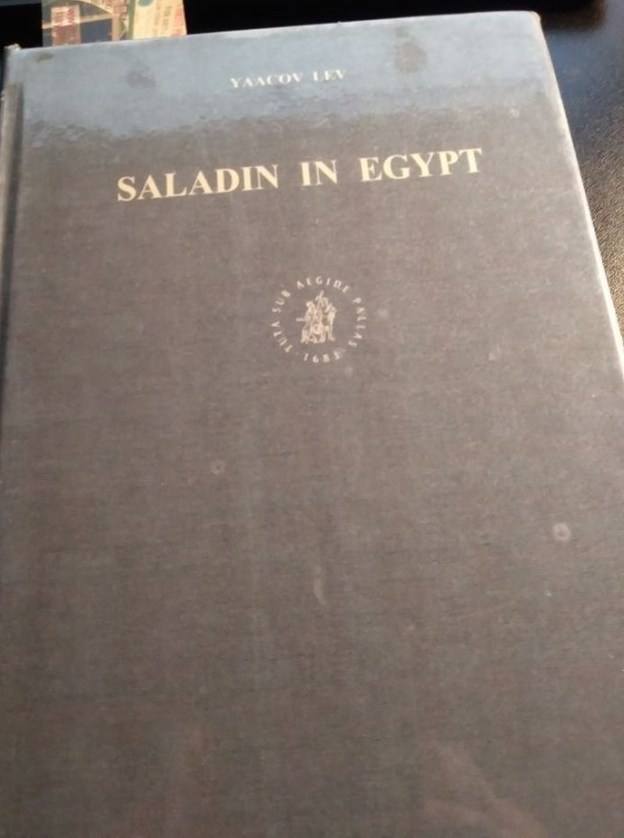 YAACOV LEV
SALADIN IN EGYPT
TUTA SUB AEGIDE PALLAS
· 1683 ·